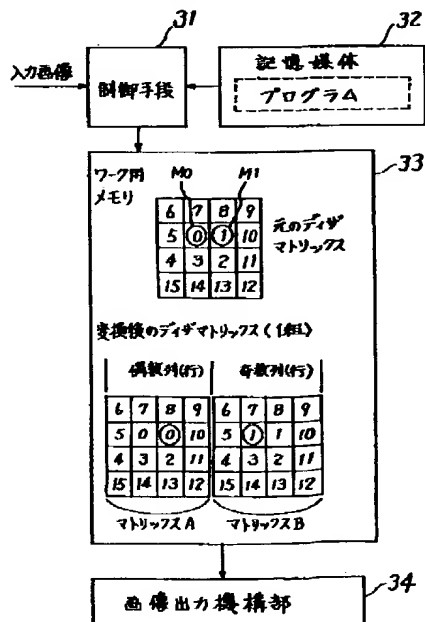 31
32
入力画像
制御手段
記憶媒体
プログラム
33
ワーク用
メモリ
M0
M1
6 7 8 9
5 0 1 10
4 3 2 11
15 14 13 12
元のディザ
マトリックス
変換後のディザマトリックス(1組)
偶数列(行)
奇数列(行)
6 7 8 9 6 7 8 9
5 0 0 10 5 1 1 10
4 3 2 11 4 3 2 11
15 14 13 12 15 14 13 12
マトリックスA
マトリックスB
34
画像出力機構部